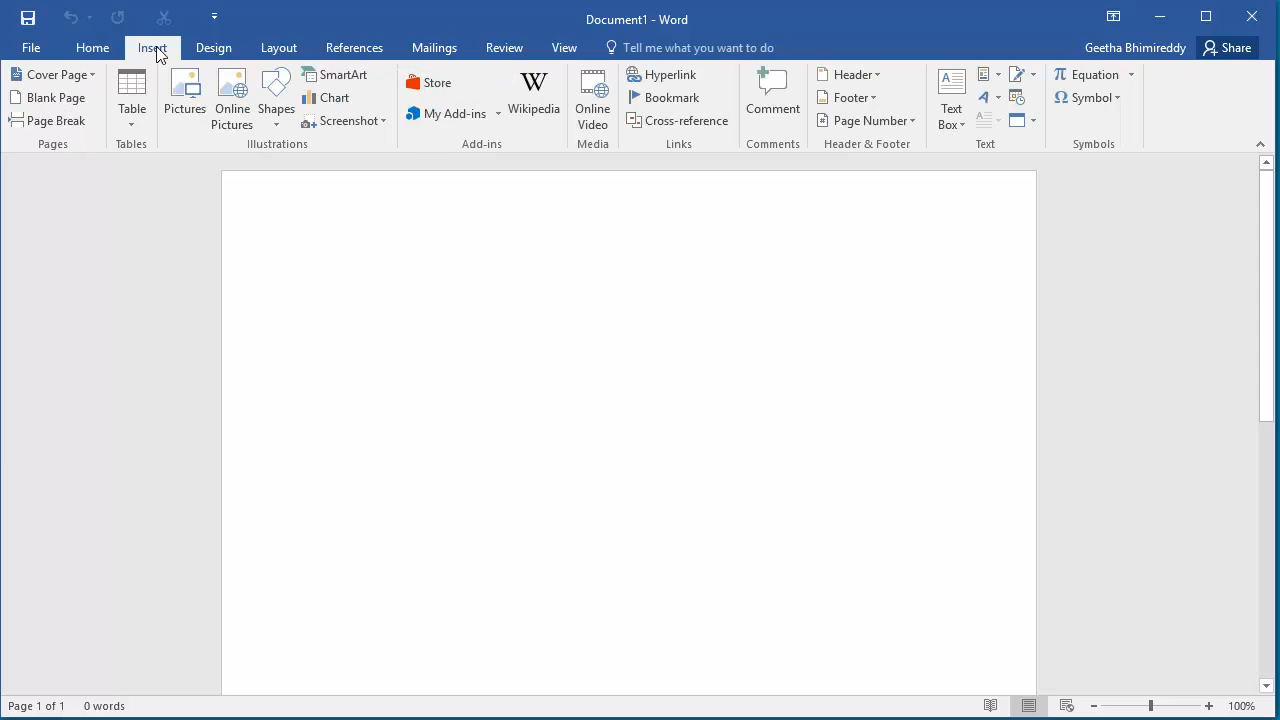 Document1 - Word
File Home Insert Design Layout References Mailings Review View Tell me what you want to do Geetha Bhimireddy Share
Cover Page
Blank Page
Page Break
Pages
Table
Tables
Pictures
Online
Pictures
Shapes
SmartArt
Chart
Screenshot
Illustrations
Store
My Add-ins
W
Wikipedia
Add-ins
Online
Video
Media
Hyperlink
Bookmark
Cross-reference
Links
Comment
Comments
Header
Footer
Page Number
Header & Footer
A
Text
Box
A
Text
π Equation
Ω Symbol
Symbols
Page 1 of 1 0 words
100%